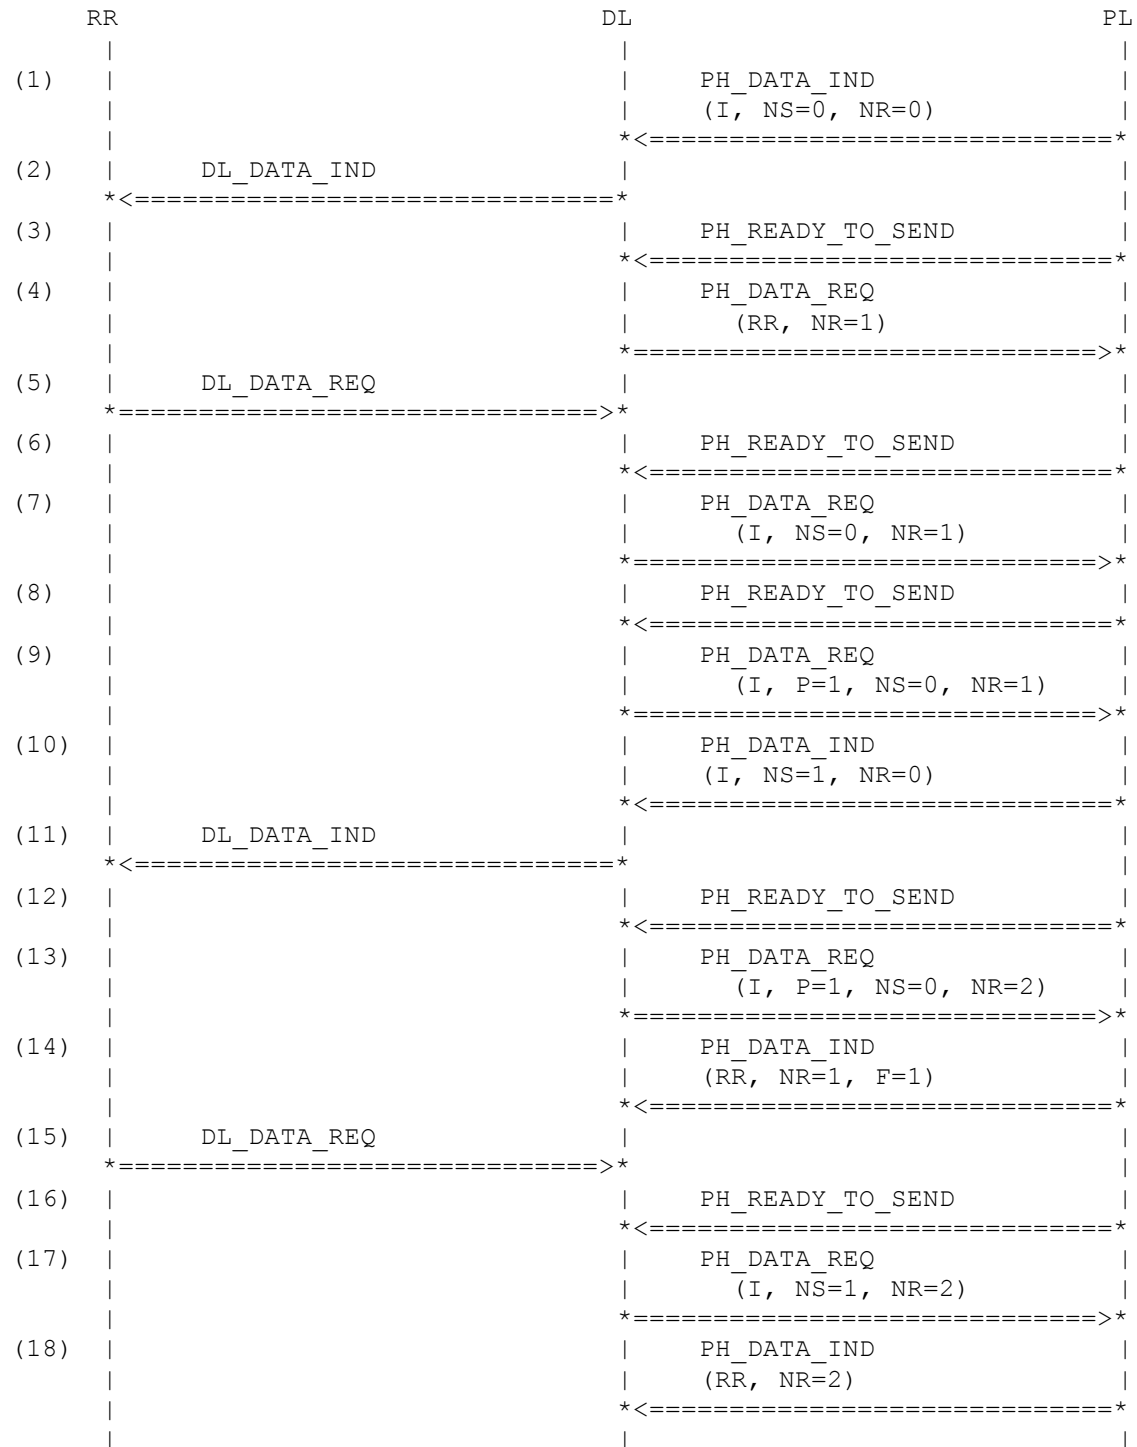 RR DL PL
| | |
(1) | | PH_DATA_IND |
| | (I, NS=0, NR=0) |
| *<=============================*
(2) | DL_DATA_IND | |
*<==============================* |
(3) | | PH_READY_TO_SEND |
| *<=============================*
(4) | | PH_DATA_REQ |
| | (RR, NR=1) |
| *=============================>*
(5) | DL_DATA_REQ | |
*==============================>* |
(6) | | PH_READY_TO_SEND |
| *<=============================*
(7) | | PH_DATA_REQ |
| | (I, NS=0, NR=1) |
| *=============================>*
(8) | | PH_READY_TO_SEND |
| *<=============================*
(9) | | PH_DATA_REQ |
| | (I, P=1, NS=0, NR=1) |
| *=============================>*
(10) | | PH_DATA_IND |
| | (I, NS=1, NR=0) |
| *<=============================*
(11) | DL_DATA_IND | |
*<==============================* |
(12) | | PH_READY_TO_SEND |
| *<=============================*
(13) | | PH_DATA_REQ |
| | (I, P=1, NS=0, NR=2) |
| *=============================>*
(14) | | PH_DATA_IND |
| | (RR, NR=1, F=1) |
| *<=============================*
(15) | DL_DATA_REQ | |
*==============================>* |
(16) | | PH_READY_TO_SEND |
| *<=============================*
(17) | | PH_DATA_REQ |
| | (I, NS=1, NR=2) |
| *=============================>*
(18) | | PH_DATA_IND |
| | (RR, NR=2) |
| *<=============================*
| | |